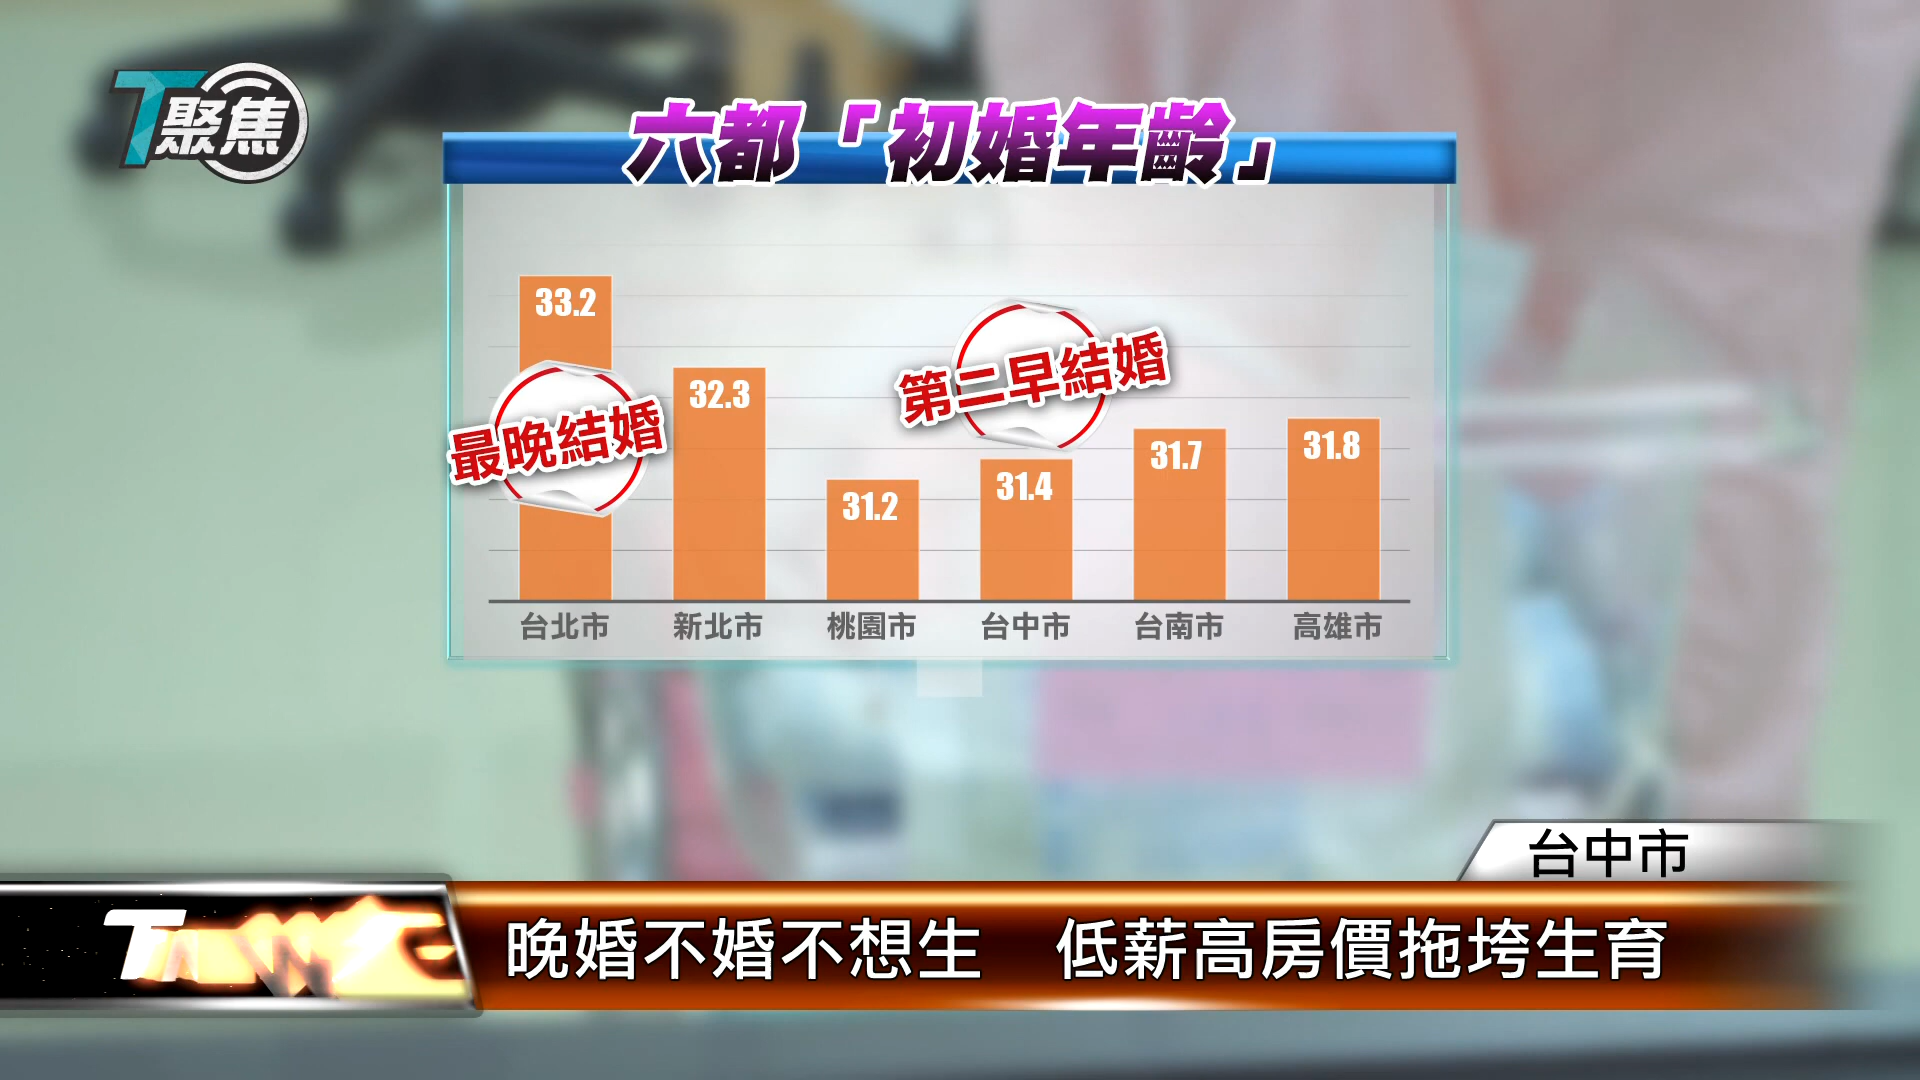 T聚焦
六都「初婚年齡」
33.2
32.3
31.2
31.4
31.7
31.8
最晚結婚
第二早結婚
台北市
新北市
桃園市
台中市
台南市
高雄市
台中市
晚婚不婚不想生　低薪高房價拖垮生育